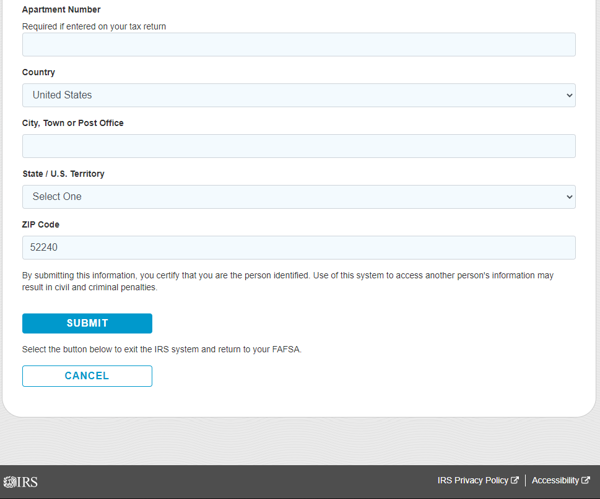 Apartment Number
Required if entered on your tax return
Country
United States
City, Town or Post Office
State / U.S. Territory
Select One
ZIP Code
52240
By submitting this information, you certify that you are the person identified. Use of this system to access another person's information may
result in civil and criminal penalties.
SUBMIT
Select the button below to exit the IRS system and return to your FAFSA.
CANCEL
IRS
IRS Privacy Policy | Accessibility